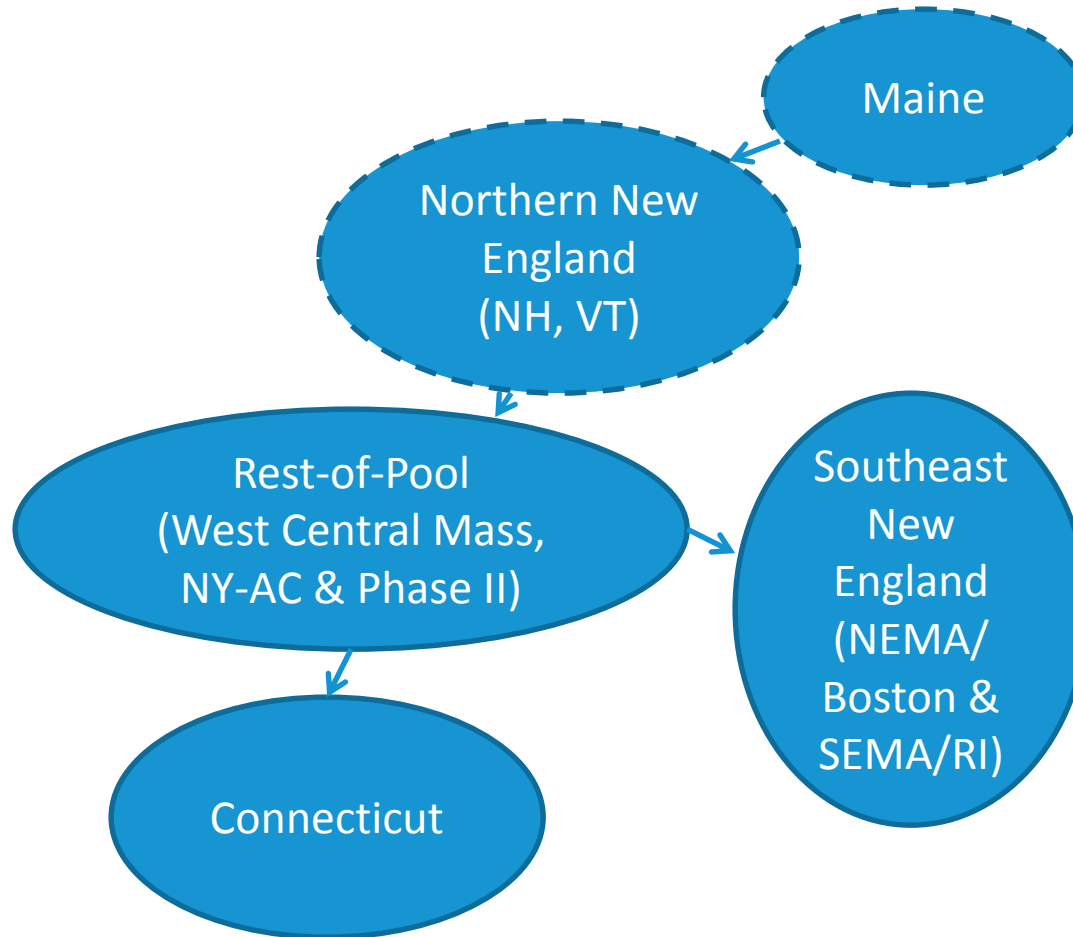 Maine
Northern New
England
(NH, VT)
Rest-of-Pool
(West Central Mass,
NY-AC & Phase II)
Southeast
New
England
(NEMA/
Boston &
SEMA/RI)
Connecticut